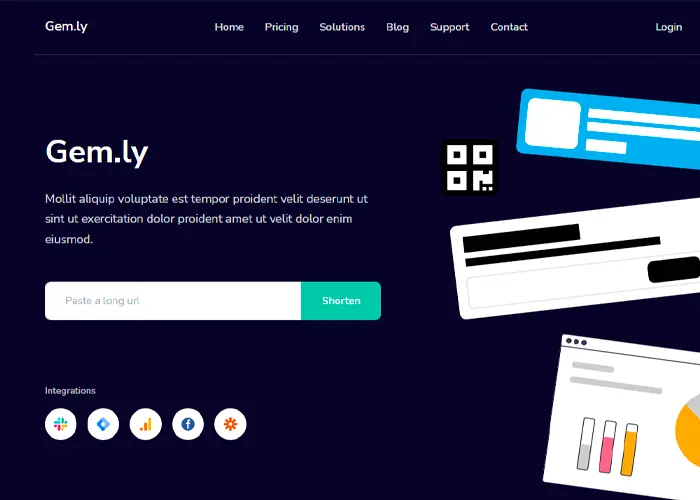 Gem.ly
Home Pricing Solutions Blog Support Contact Login
Gem.ly
Mollit aliquip voluptate est tempor proident velit deserunt ut
sint ut exercitation dolor proident amet ut velit dolor enim
eiusmod.
Paste a long url
Shorten
Integrations